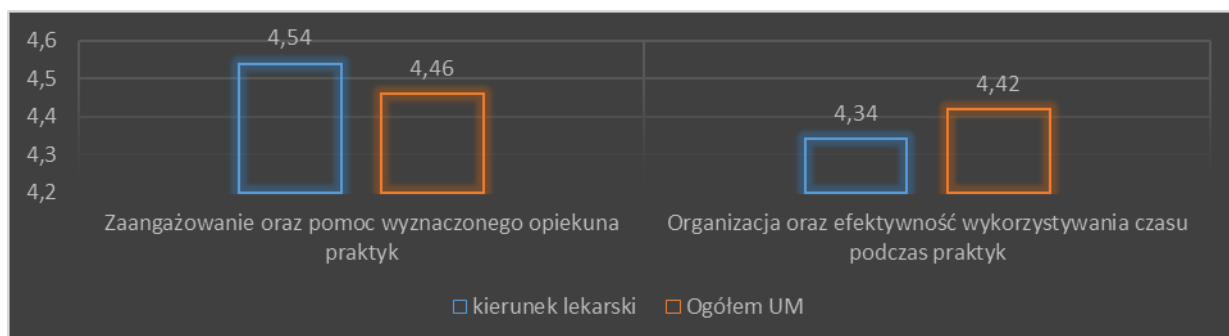 4,6
4,5
4,4
4,3
4,2
4,54
4,46
4,34
4,42
Zaangażowanie oraz pomoc wyznaczonego opiekuna
praktyk
Organizacja oraz efektywność wykorzystywania czasu
podczas praktyk
kierunek lekarski
Ogółem UM